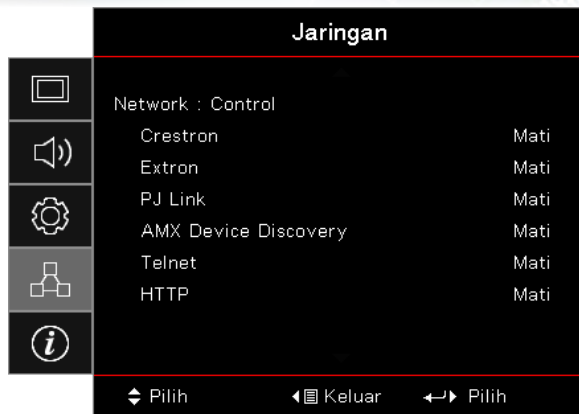 Jaringan
Network : Control
Crestron Mati
Extron Mati
PJ Link Mati
AMX Device Discovery Mati
Telnet Mati
HTTP Mati
Pilih Keluar Pilih